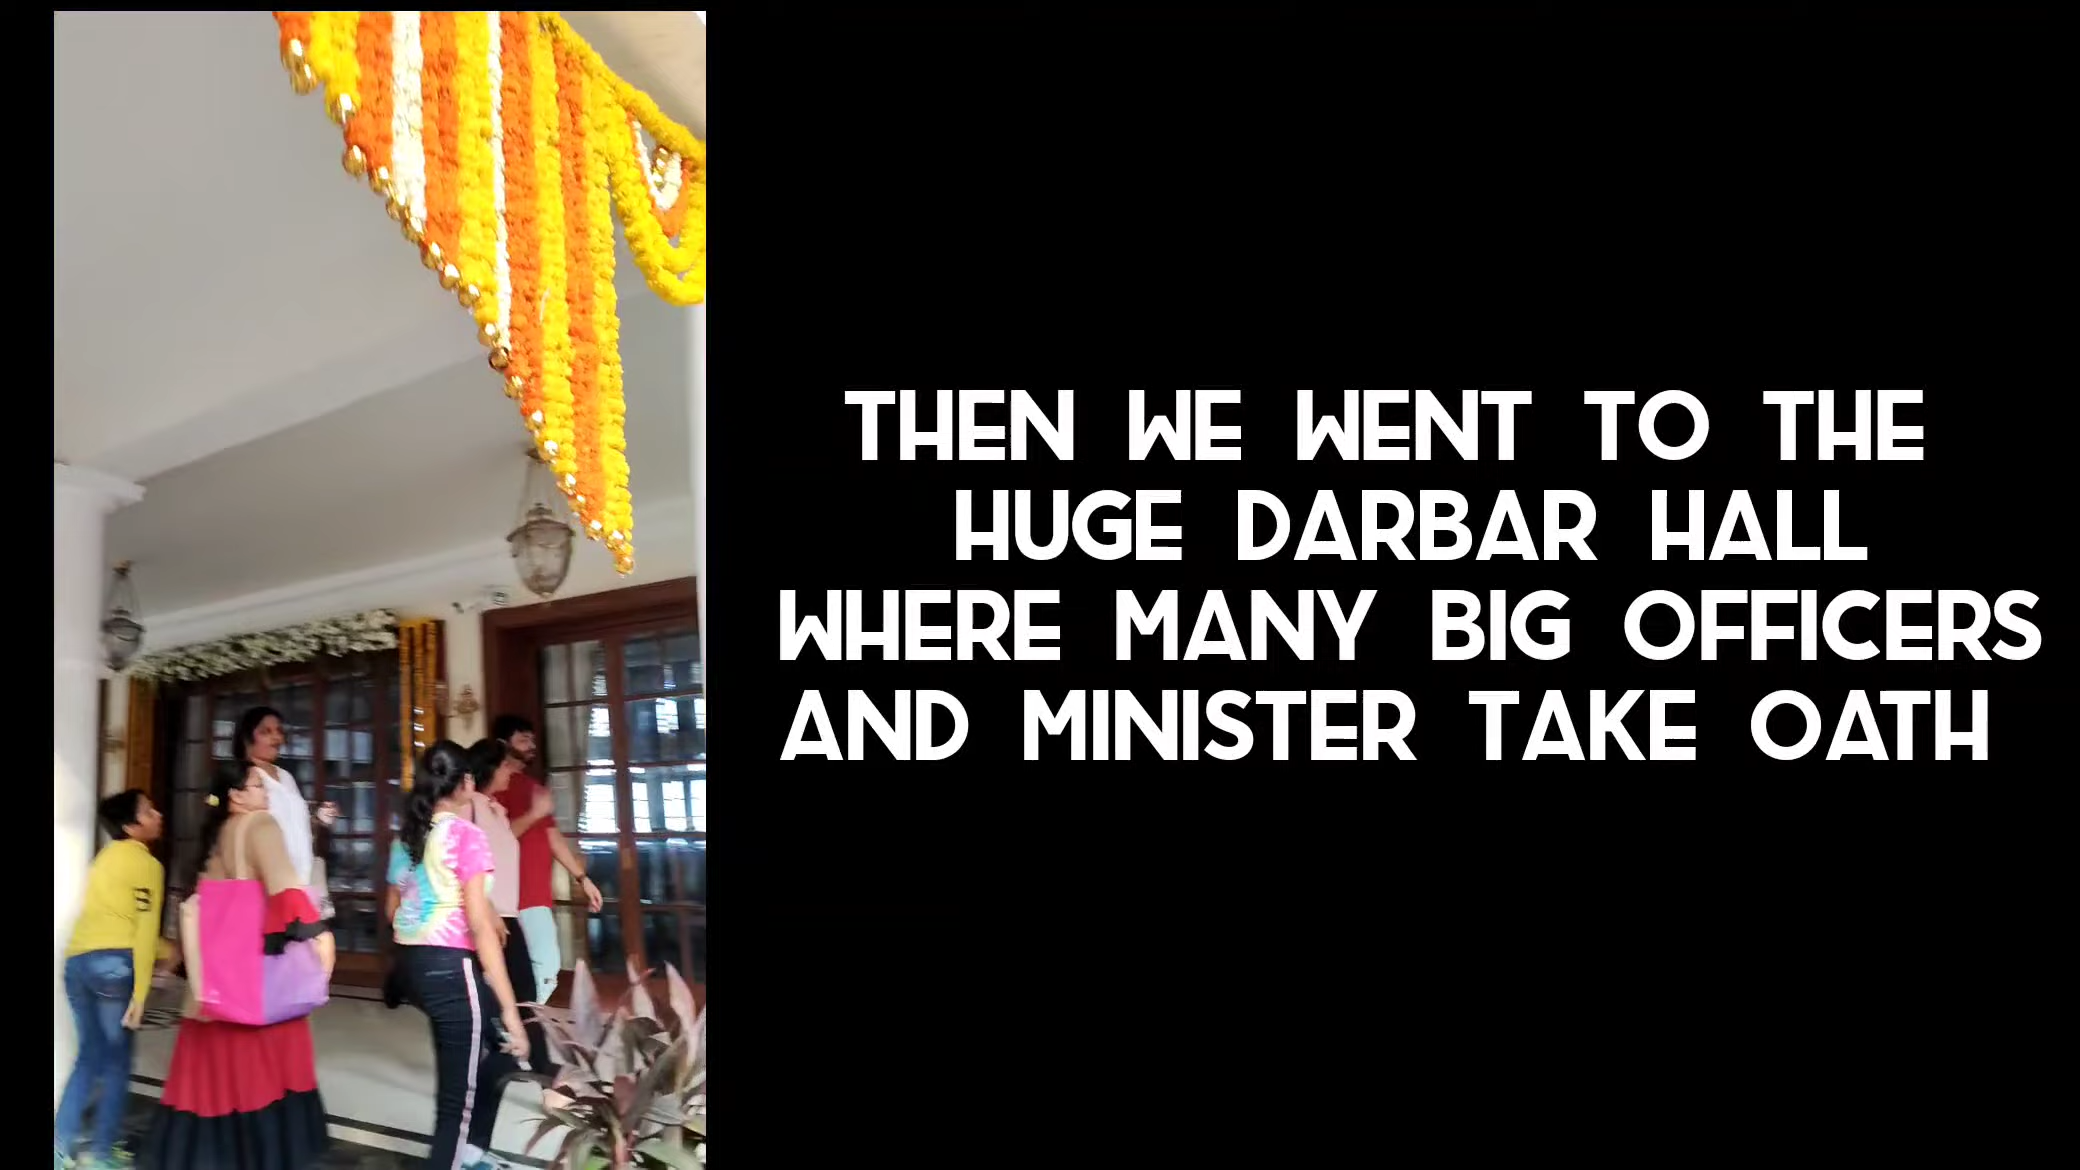 THEN WE WENT TO THE
HUGE DARBAR HALL
WHERE MANY BIG OFFICERS
AND MINISTER TAKE OATH